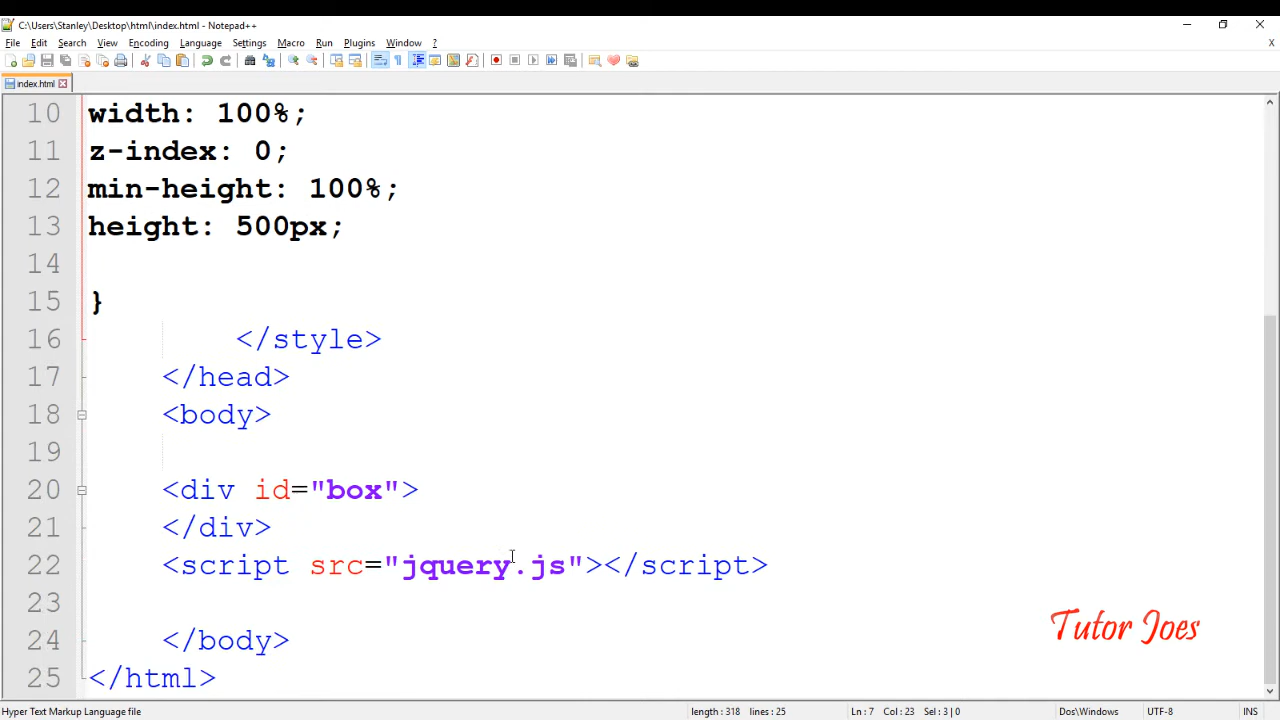 C:\Users\Stanley\Desktop\html\index.html - Notepad++
File Edit Search View Encoding Language Settings Macro Run Plugins Window ? X
index.html
10 width: 100%;
11 z-index: 0;
12 min-height: 100%;
13 height: 500px;
14
15 }
16 </style>
17 </head>
18 <body>
19
20 <div id="box">
21 </div>
22 <script src="jquery.js"></script>
23
Tutor Joes
24 </body>
25 </html>
Hyper Text Markup Language file length : 318 lines : 25 Ln : 7 Col : 23 Sel : 3 | 0 Dos\Windows UTF-8 INS